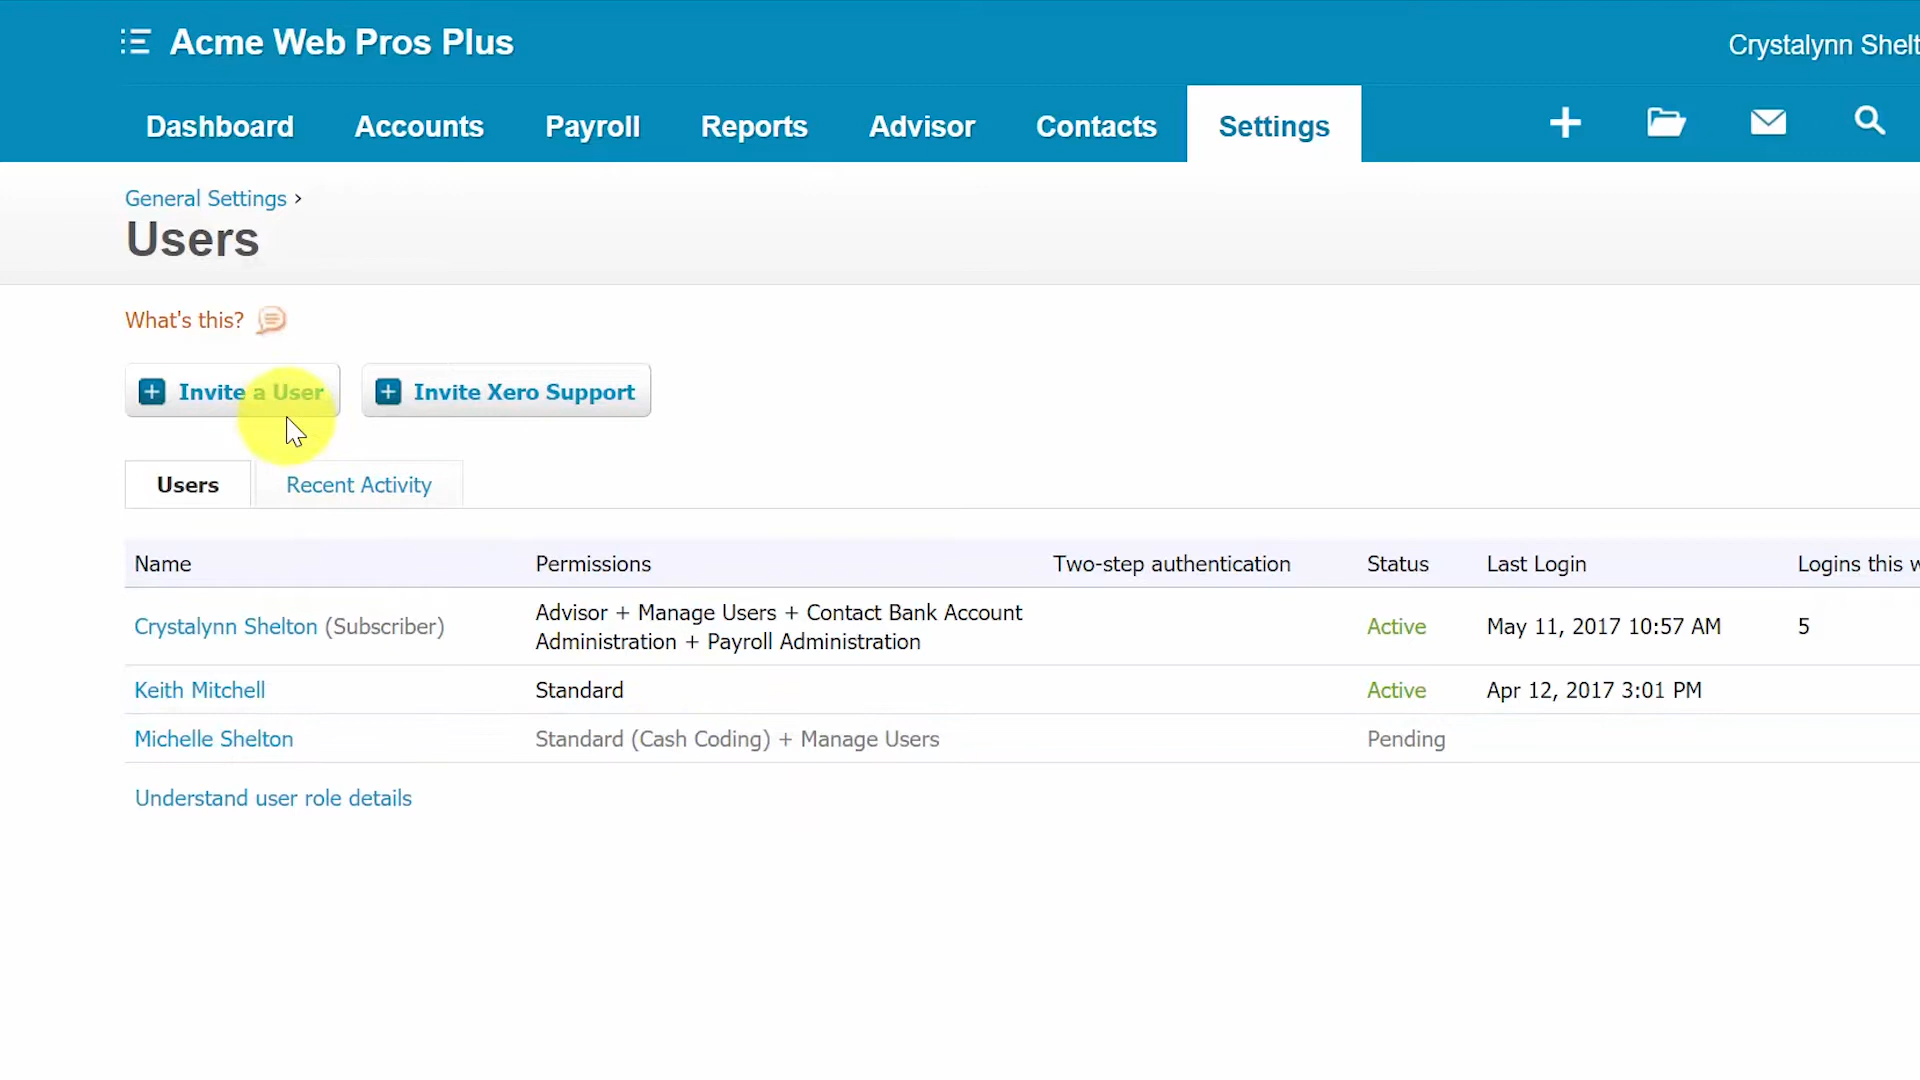 Acme Web Pros Plus
Crystalynn Shelt
Dashboard Accounts Payroll Reports Advisor Contacts Settings
General Settings ›
Users
What's this?
Invite a User Invite Xero Support
Users Recent Activity
Name Permissions Two-step authentication Status Last Login Logins this w
Crystalynn Shelton (Subscriber) Advisor + Manage Users + Contact Bank Account Active May 11, 2017 10:57 AM 5
Administration + Payroll Administration
Keith Mitchell Standard Active Apr 12, 2017 3:01 PM
Michelle Shelton Standard (Cash Coding) + Manage Users Pending
Understand user role details